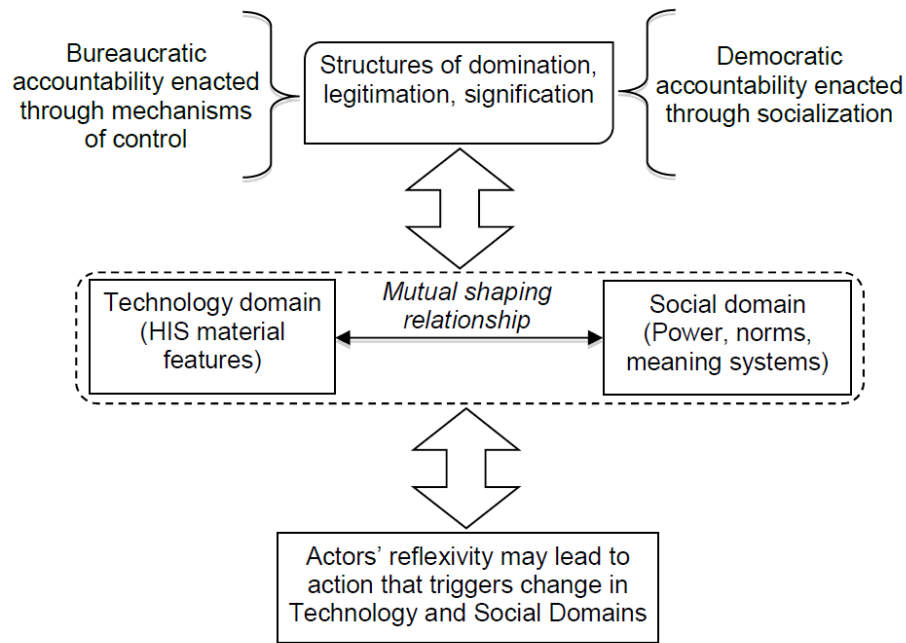 Bureaucratic
accountability enacted
through mechanisms
of control
Structures of domination,
legitimation, signification
Democratic
accountability enacted
through socialization
Technology domain
(HIS material
features)
Mutual shaping
relationship
Social domain
(Power, norms,
meaning systems)
Actors’ reflexivity may lead to
action that triggers change in
Technology and Social Domains